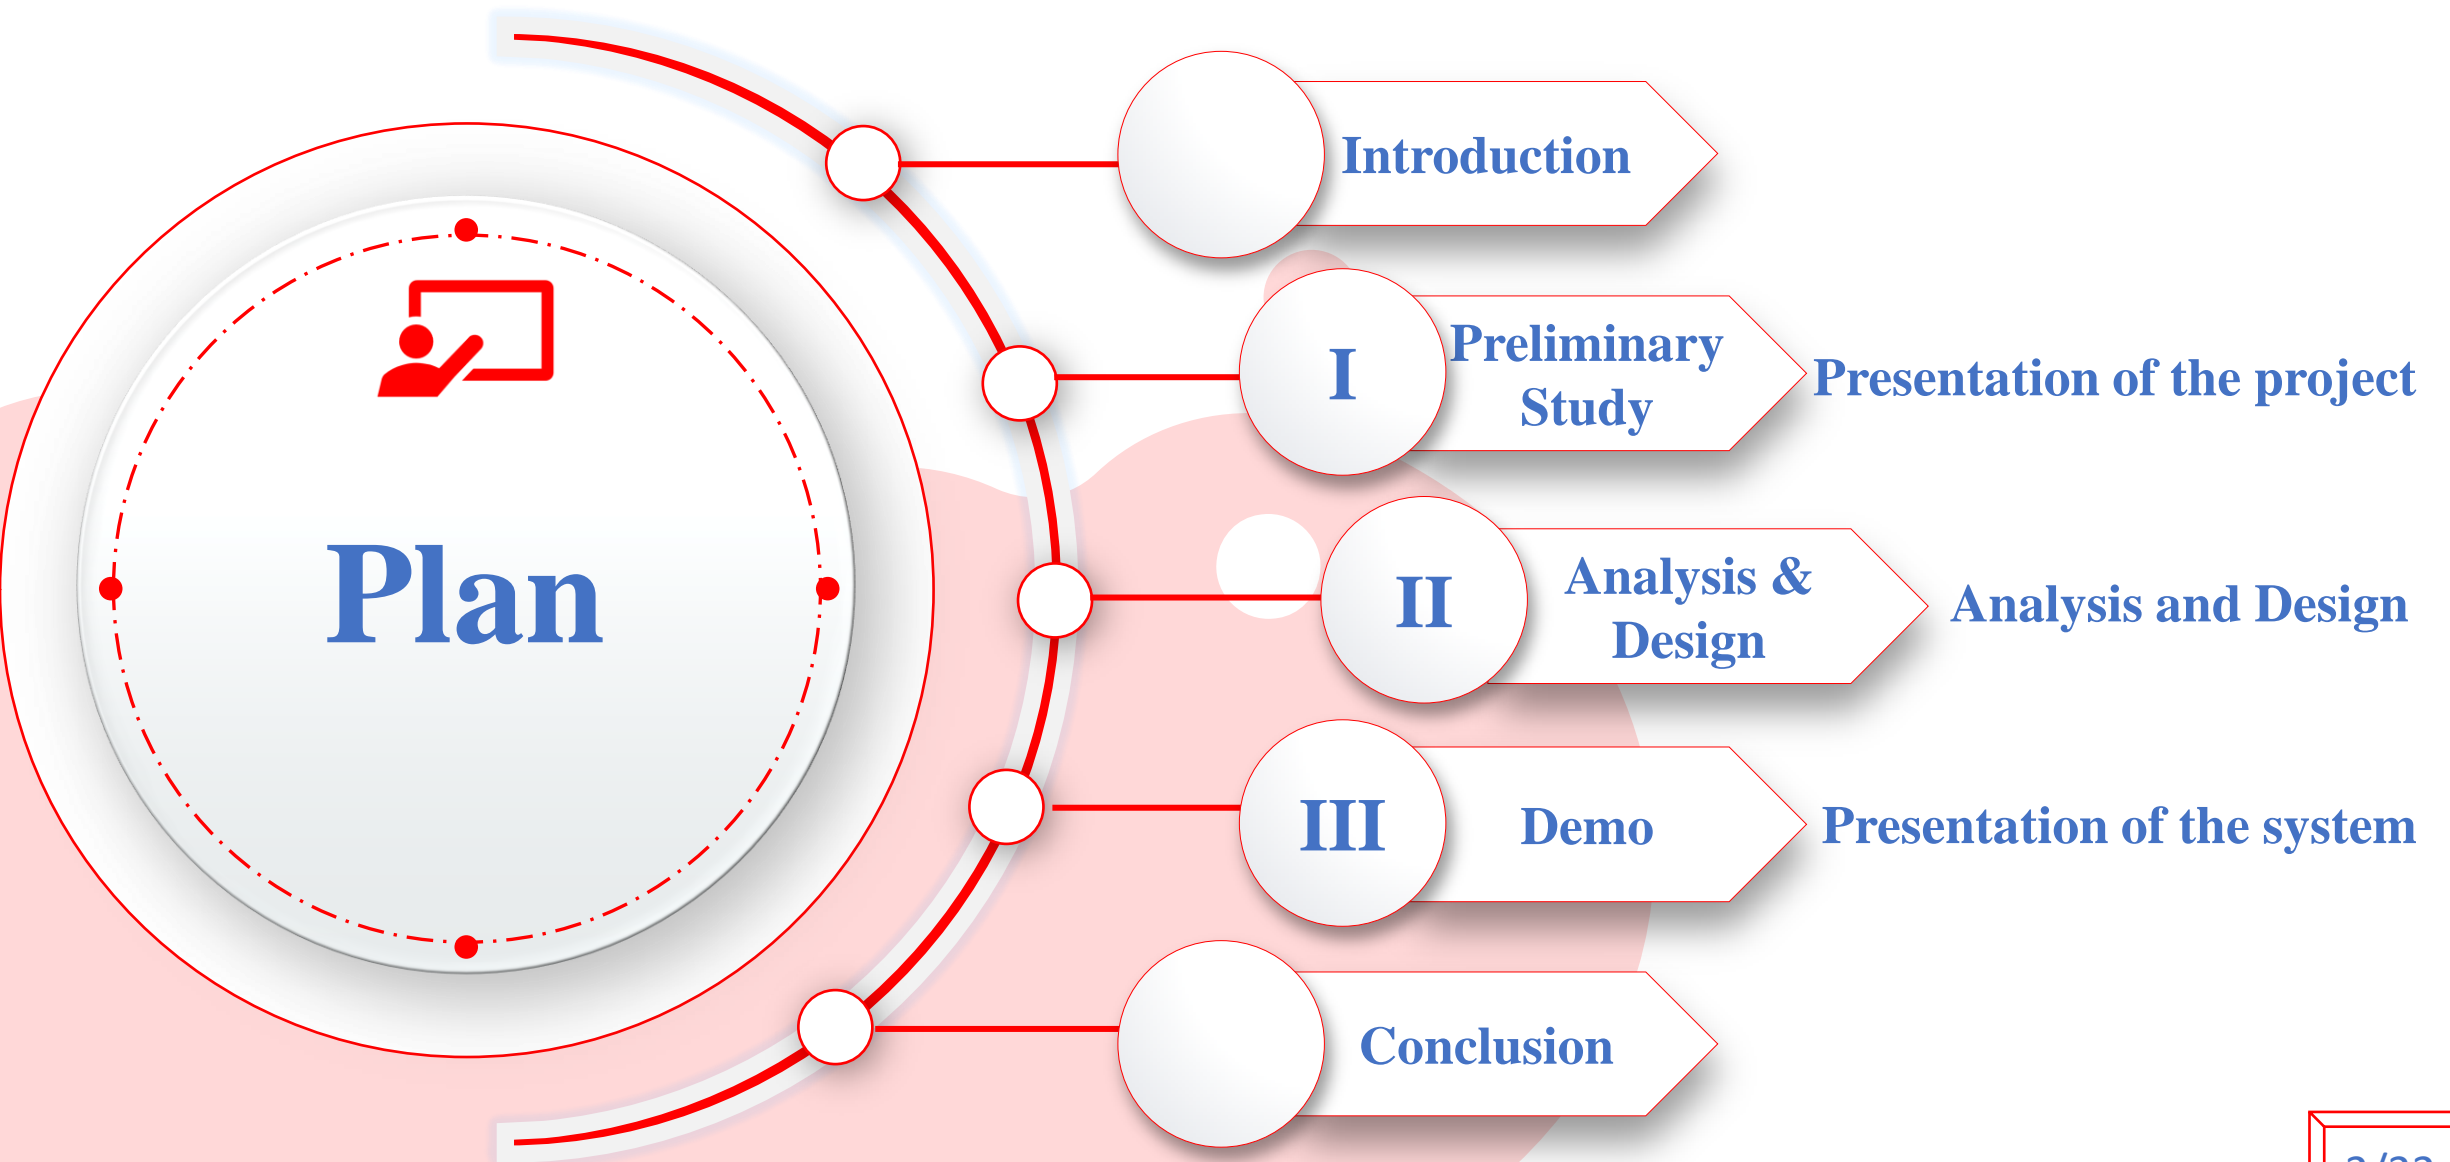 Plan
Introduction
I
Preliminary
Study
Presentation of the project
II
Analysis &
Design
Analysis and Design
III
Demo
Presentation of the system
Conclusion